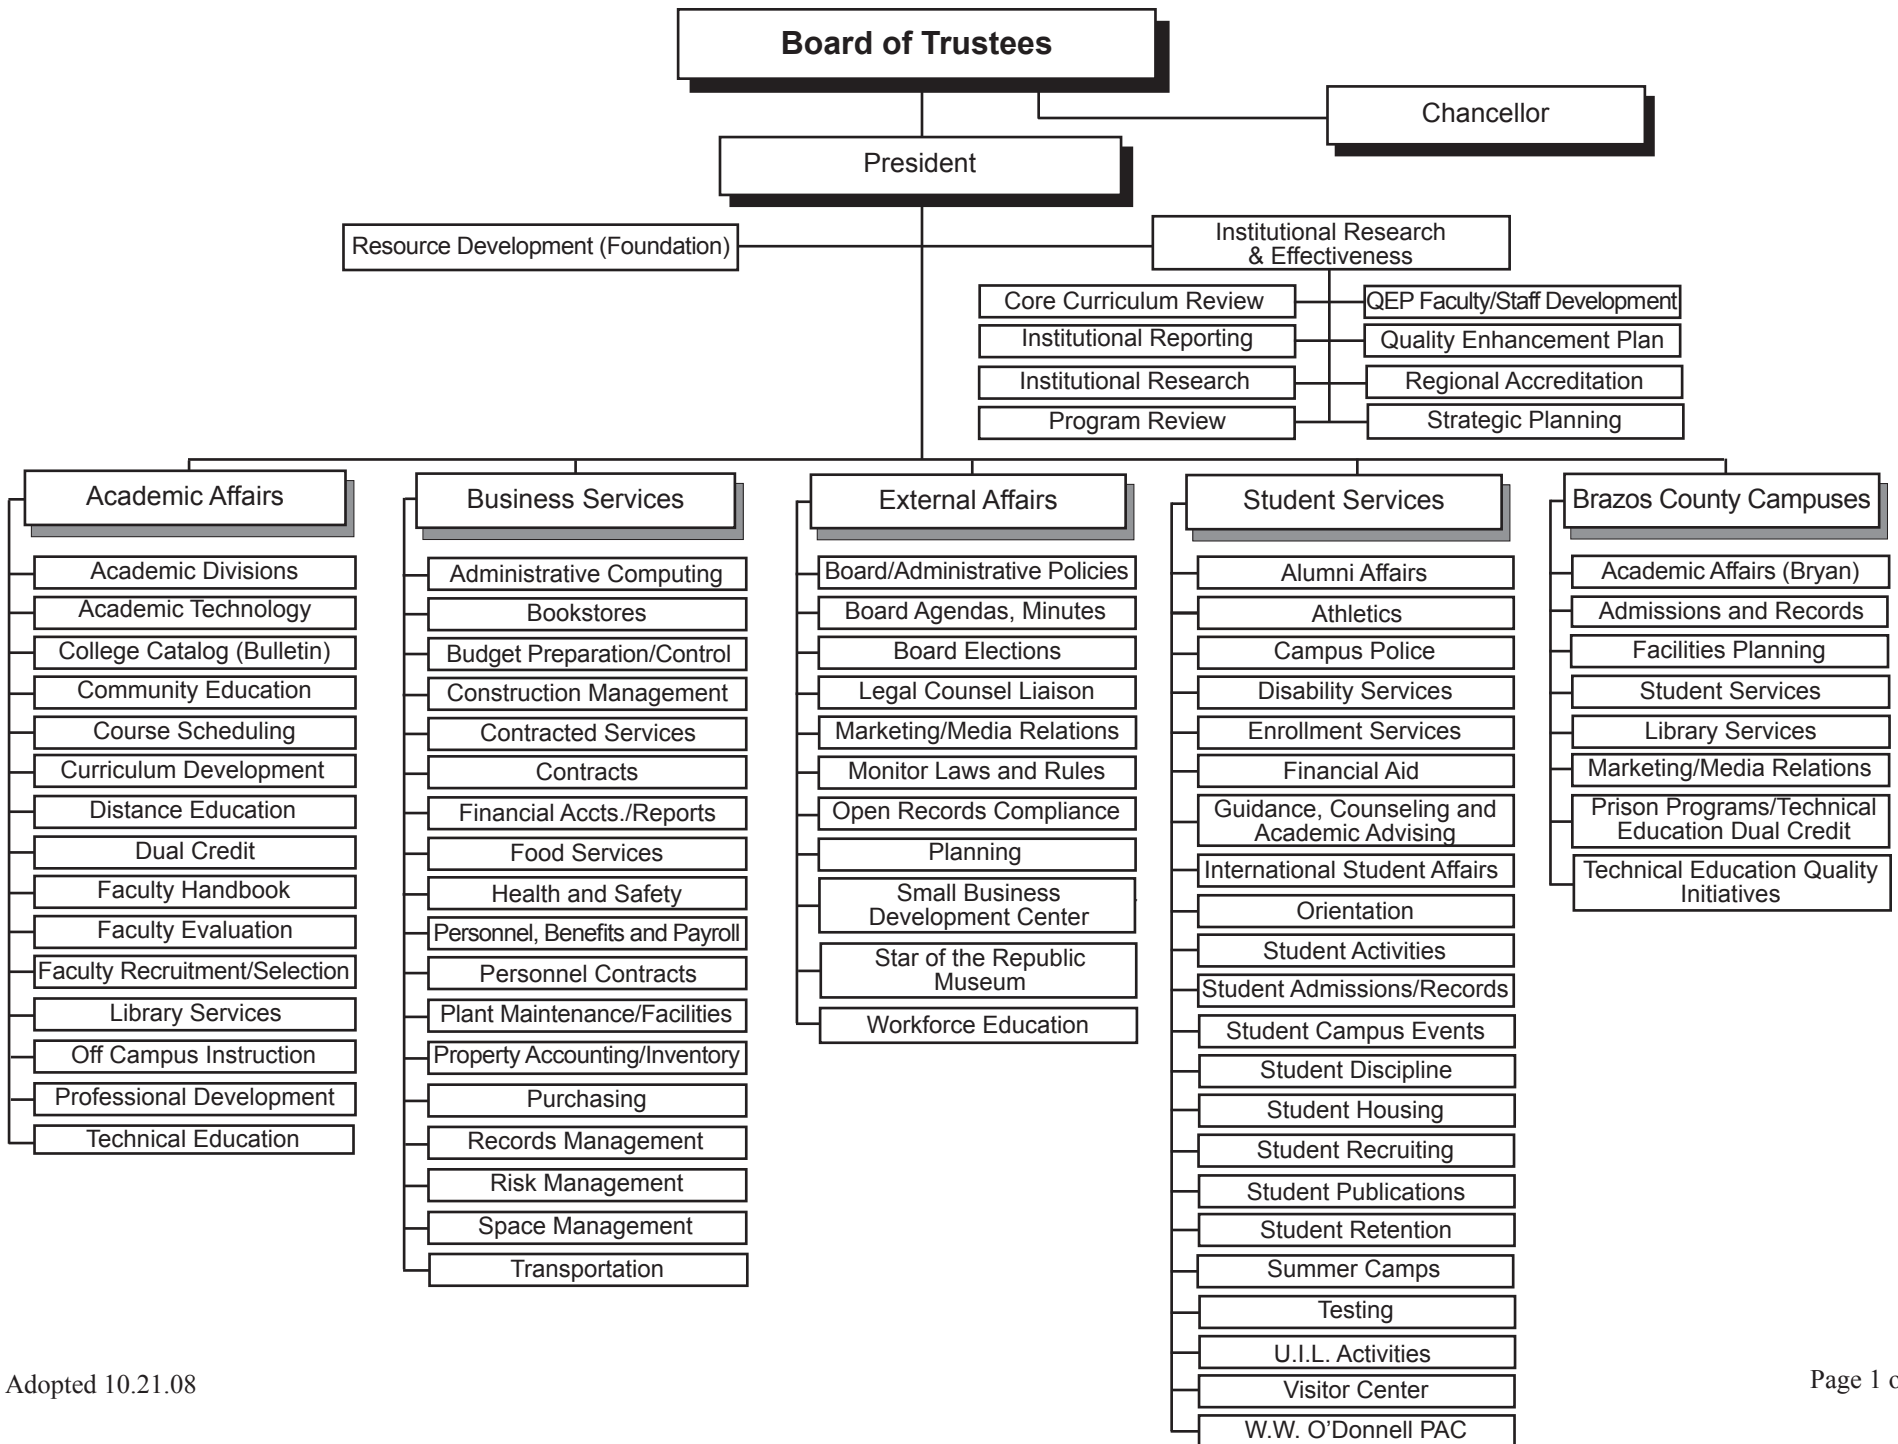 Board of Trustees
Chancellor
President
Resource Development (Foundation)
Institutional Research
& Effectiveness
Core Curriculum Review
QEP Faculty/Staff Development
Institutional Reporting
Quality Enhancement Plan
Institutional Research
Regional Accreditation
Program Review
Strategic Planning
Academic Affairs
Academic Divisions
Academic Technology
College Catalog (Bulletin)
Community Education
Course Scheduling
Curriculum Development
Distance Education
Dual Credit
Faculty Handbook
Faculty Evaluation
Faculty Recruitment/Selection
Library Services
Off Campus Instruction
Professional Development
Technical Education
Business Services
Administrative Computing
Bookstores
Budget Preparation/Control
Construction Management
Contracted Services
Contracts
Financial Accts./Reports
Food Services
Health and Safety
Personnel, Benefits and Payroll
Personnel Contracts
Plant Maintenance/Facilities
Property Accounting/Inventory
Purchasing
Records Management
Risk Management
Space Management
Transportation
External Affairs
Board/Administrative Policies
Board Agendas, Minutes
Board Elections
Legal Counsel Liaison
Marketing/Media Relations
Monitor Laws and Rules
Open Records Compliance
Planning
Small Business
Development Center
Star of the Republic
Museum
Workforce Education
Student Services
Alumni Affairs
Athletics
Campus Police
Disability Services
Enrollment Services
Financial Aid
Guidance, Counseling and
Academic Advising
International Student Affairs
Orientation
Student Activities
Student Admissions/Records
Student Campus Events
Student Discipline
Student Housing
Student Recruiting
Student Publications
Student Retention
Summer Camps
Testing
U.I.L. Activities
Visitor Center
W.W. O’Donnell PAC
Brazos County Campuses
Academic Affairs (Bryan)
Admissions and Records
Facilities Planning
Student Services
Library Services
Marketing/Media Relations
Prison Programs/Technical
Education Dual Credit
Technical Education Quality
Initiatives
Adopted 10.21.08
Page 1